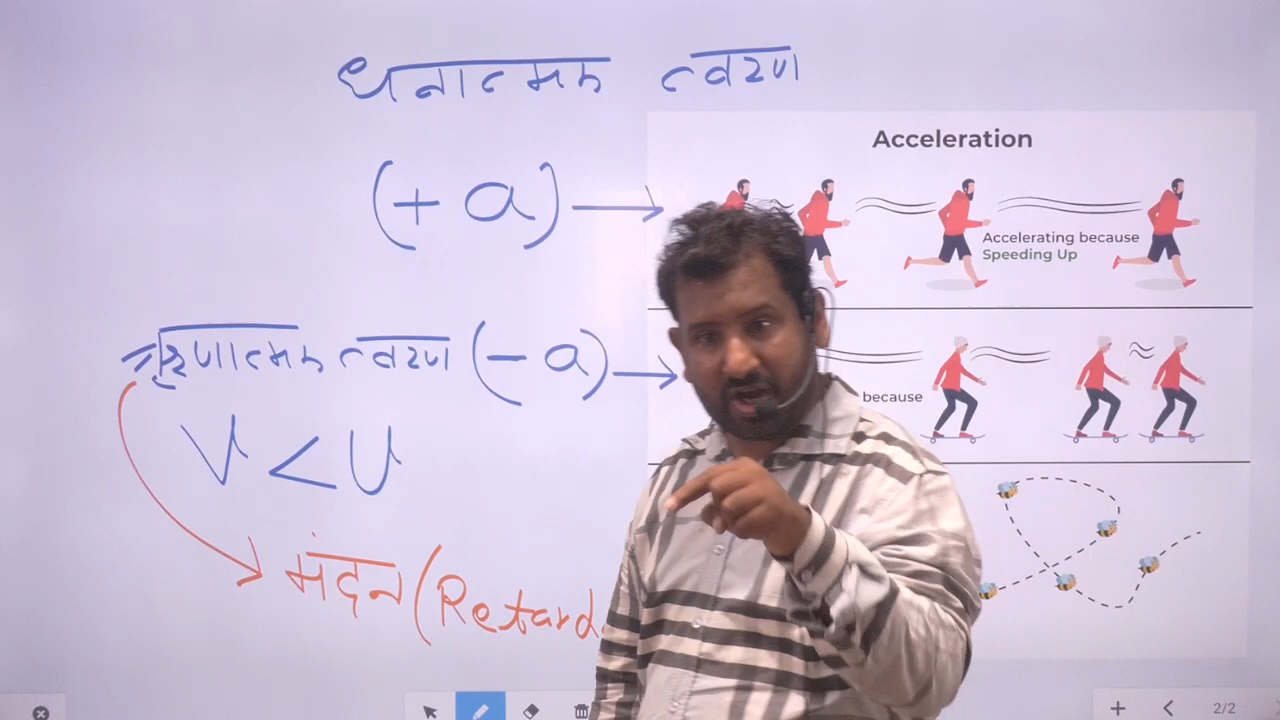 धनात्मक त्वरण
Acceleration
(+ a) →
Accelerating because
Speeding Up
ऋणात्मक त्वरण (- a) →
because
V < U
मंदन (Retard
2/2